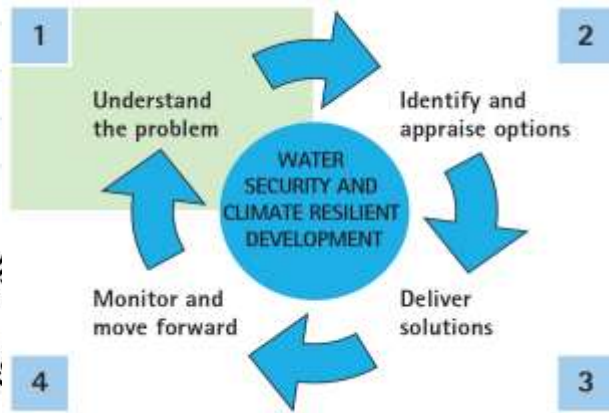 1
2
Understand
the problem
Identify and
appraise options
WATER
SECURITY AND
CLIMATE RESILIENT
DEVELOPMENT
Monitor and
move forward
Deliver
solutions
4
3